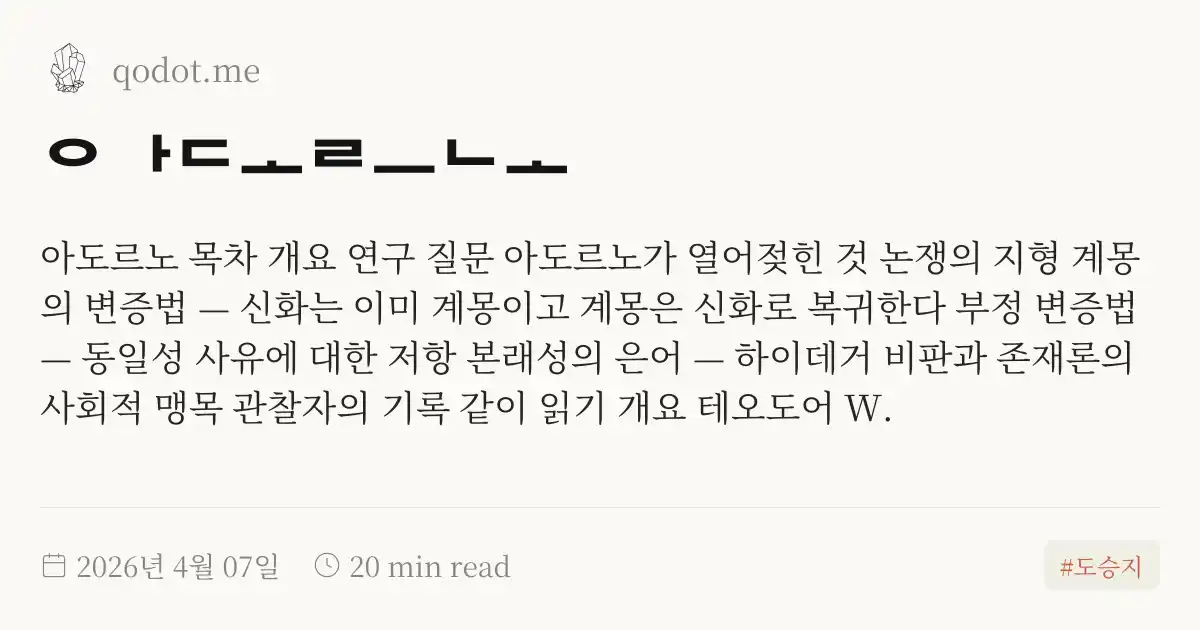 qodot.me
ㅇㅏㄷㅗㄹㅡㄴㅗ
아도르노 목차 개요 연구 질문 아도르노가 열어젖힌 것 논쟁의 지형 계몽
의 변증법 — 신화는 이미 계몽이고 계몽은 신화로 복귀한다 부정 변증법
— 동일성 사유에 대한 저항 본래성의 은어 — 하이데거 비판과 존재론의
사회적 맹목 관찰자의 기록 같이 읽기 개요 테오도어 W.
2026년 4월 07일 20 min read
#도승지